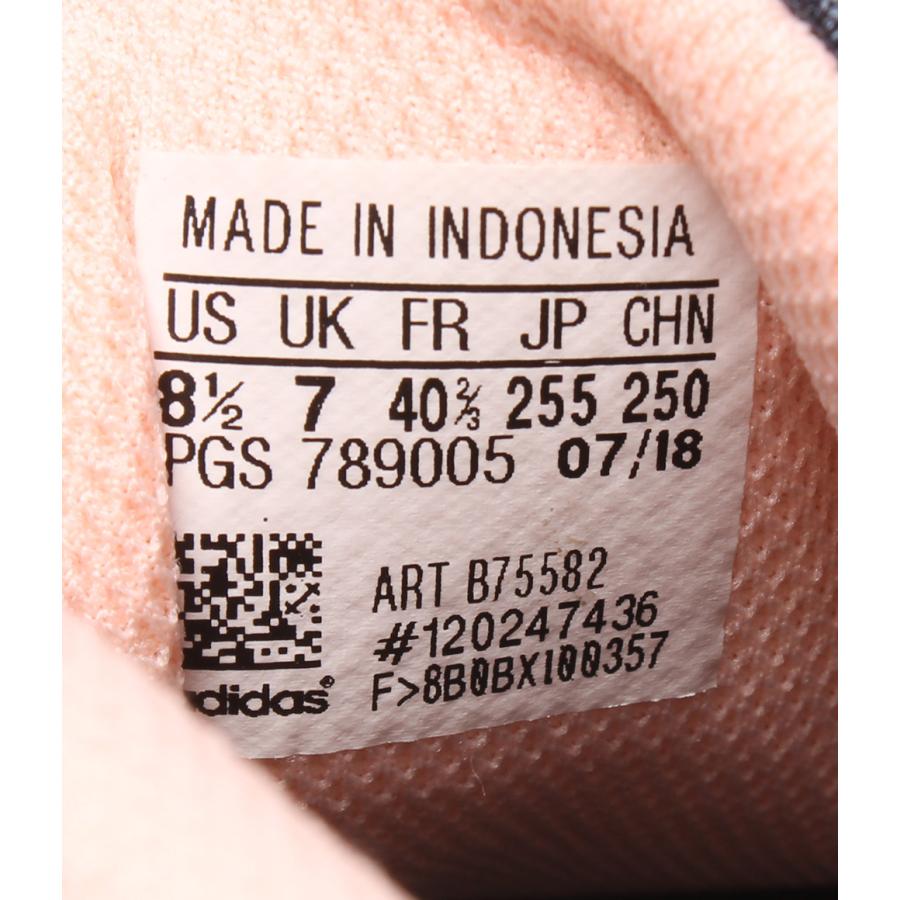 MADE IN INDONESIA
US UK FR JP CHN
8½ 7 40⅔ 255 250
PGS 789005 07/18
ART B75582
#120247436
F>8B0BX100357
adidas®